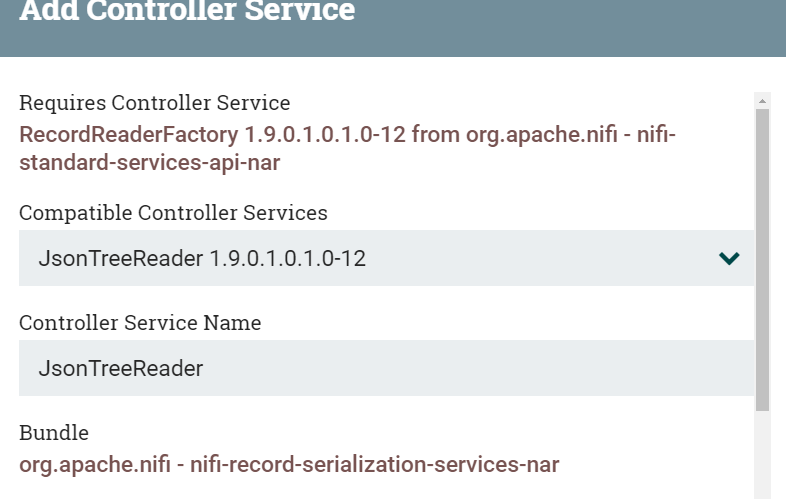 Add Controller Service
Requires Controller Service
RecordReaderFactory 1.9.0.1.0.1.0-12 from org.apache.nifi - nifi-
standard-services-api-nar
Compatible Controller Services
JsonTreeReader 1.9.0.1.0.1.0-12
Controller Service Name
JsonTreeReader
Bundle
org.apache.nifi - nifi-record-serialization-services-nar